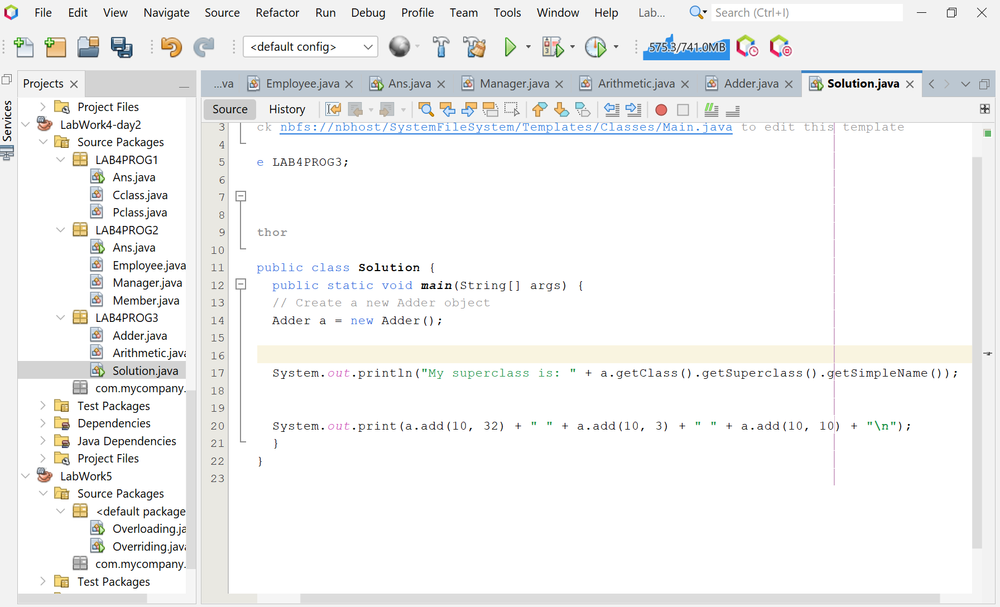 File Edit View Navigate Source Refactor Run Debug Profile Team Tools Window Help Lab... Search (Ctrl+I)
<default config> 575.3/741.0MB
Services
Projects
Project Files
LabWork4-day2
Source Packages
LAB4PROG1
Ans.java
Cclass.java
Pclass.java
LAB4PROG2
Ans.java
Employee.java
Manager.java
Member.java
LAB4PROG3
Adder.java
Arithmetic.java
Solution.java
com.mycompany.
Test Packages
Dependencies
Java Dependencies
Project Files
LabWork5
Source Packages
<default package
Overloading.ja
Overriding.java
com.mycompany.
Test Packages
...va Employee.java Ans.java Manager.java Arithmetic.java Adder.java Solution.java
Source History
3 ck nbfs://nbhost/SystemFileSystem/Templates/Classes/Main.java to edit this template
4
5 e LAB4PROG3;
6
7
8
9 thor
10
11 public class Solution {
12 public static void main(String[] args) {
13 // Create a new Adder object
14 Adder a = new Adder();
15
16
17 System.out.println("My superclass is: " + a.getClass().getSuperclass().getSimpleName());
18
19
20 System.out.print(a.add(10, 32) + " " + a.add(10, 3) + " " + a.add(10, 10) + "\n");
21 }
22 }
23